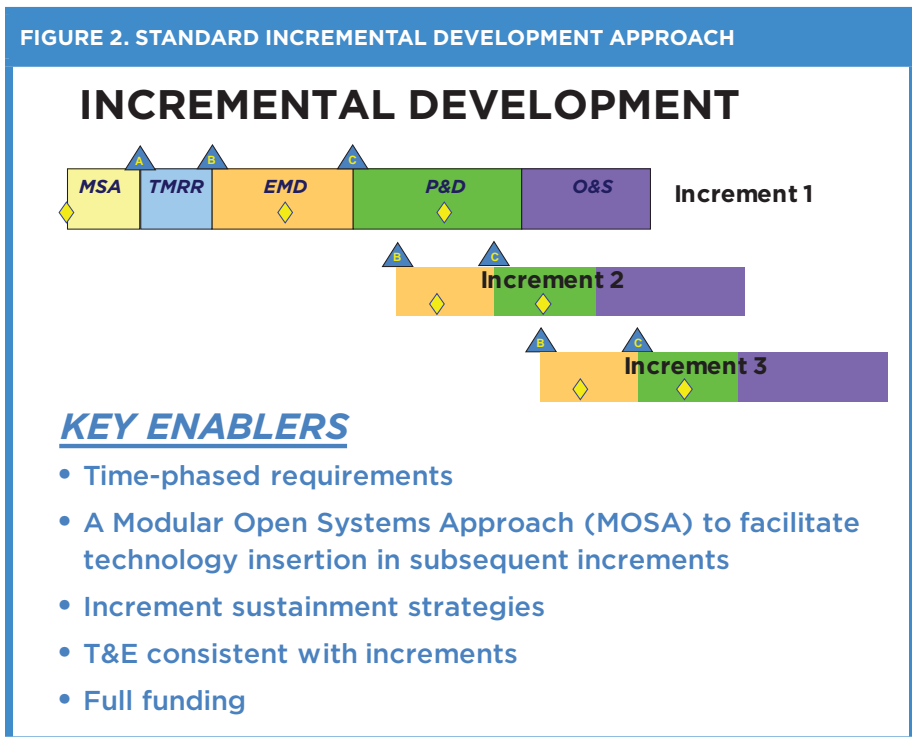 FIGURE 2. STANDARD INCREMENTAL DEVELOPMENT APPROACH
INCREMENTAL DEVELOPMENT
A B C
MSA TMRR EMD P&D O&S Increment 1
B C
Increment 2
B C
Increment 3
KEY ENABLERS
• Time-phased requirements
• A Modular Open Systems Approach (MOSA) to facilitate
technology insertion in subsequent increments
• Increment sustainment strategies
• T&E consistent with increments
• Full funding